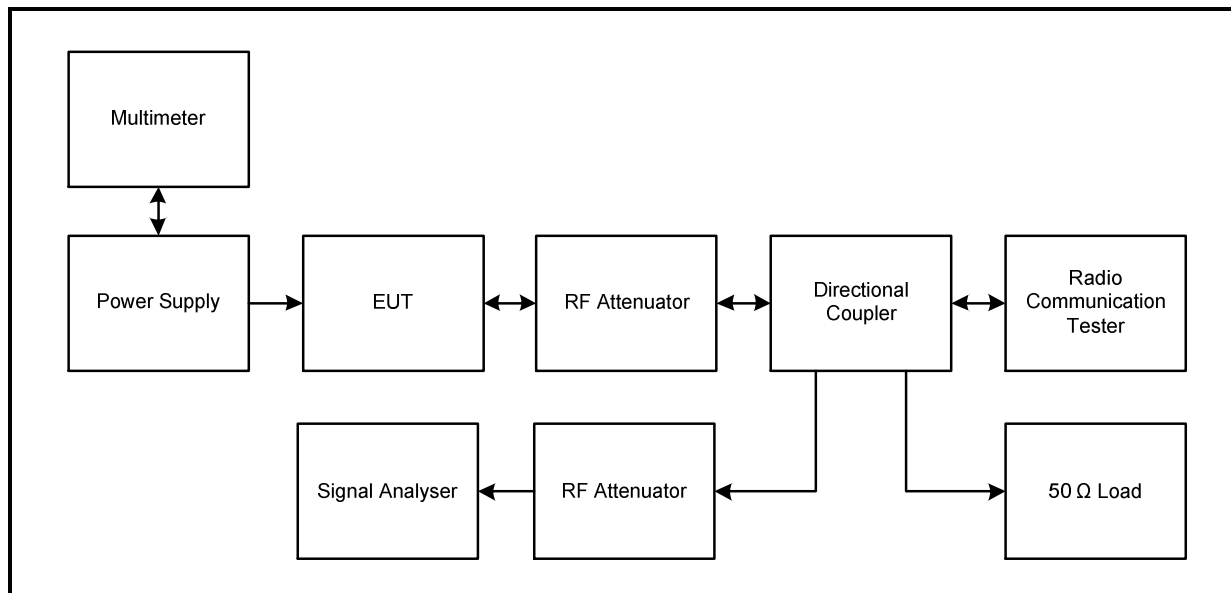 Multimeter
Power Supply
EUT
RF Attenuator
Directional
Coupler
Radio
Communication
Tester
Signal Analyser
RF Attenuator
50 Ω Load